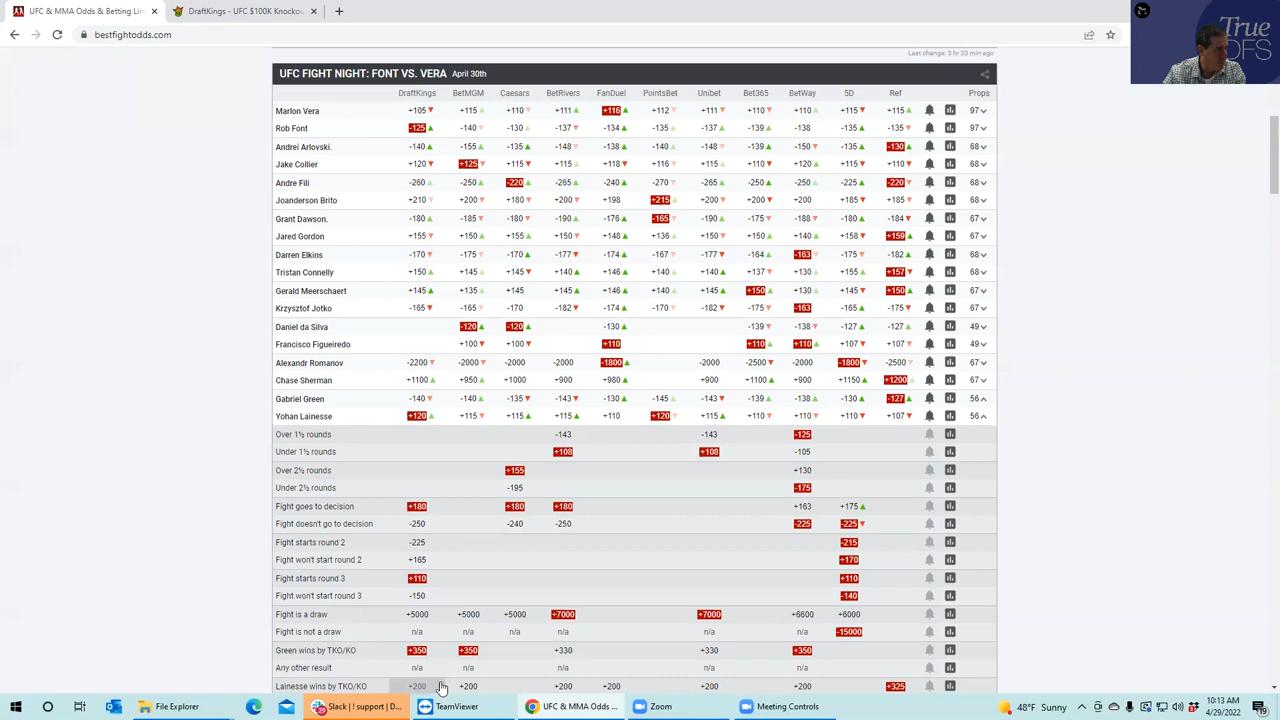 UFC & MMA Odds & Betting Lin
DraftKings - UFC $100K Knockou
bestfightodds.com
True
DFS
Last change: 3 hr 33 min ago
UFC FIGHT NIGHT: FONT VS. VERA April 30th
DraftKings BetMGM Caesars BetRivers FanDuel PointsBet Unibet Bet365 BetWay 5D Ref Props
Marlon Vera +105▼ +115▲ +110▼ +111▲ +116▲ +112▼ +111▼ +110▼ +110▲ +115▼ +115▲ 97
Rob Font -125▲ -140▼ -130▲ -137▼ -134▲ -135▲ -137▲ -139▲ -138 -135▲ -135▼ 97
Andrei Arlovski. -140▲ -155▲ -135▲ -148▼ -138▲ -140▲ -148▼ -139▲ -150▼ -135▲ -130▲ 68
Jake Collier +120▼ +125▼ +115▼ +115▲ +118▼ +116▼ +115▲ +110▼ +120▲ +115▼ +110▼ 68
Andre Fili -260▲ -250▲ -220▲ -265▲ -240▲ -270▼ -265▲ -250▲ -250▲ -225▲ -220▼ 68
Joanderson Brito +210▼ +200▼ +180▼ +200▼ +198 +215▲ +200▼ +200▼ +200 +185▼ +185▼ 68
Grant Dawson. -180▲ -185▼ -180▼ -190▲ -176▲ -165▼ -190▲ -175▼ -188▼ -180▲ -184▼ 67
Jared Gordon +155▼ +150▲ +155▲ +150▼ +148▲ +136▲ +150▼ +150▲ +140▲ +158▼ +159▲ 67
Darren Elkins -170▼ -175▼ -170▲ -177▼ -174▲ -167▼ -177▼ -164▲ -163▼ -175▼ -182▲ 68
Tristan Connelly +150▲ +145▲ +145▼ +140▲ +146▲ +140▲ +140▲ +137▼ +130▲ +155▲ +157▼ 68
Gerald Meerschaert +145▲ +135▲ +145 +145▲ +146▲ +140▲ +145▲ +150▲ +130▲ +145▼ +150▲ 67
Krzysztof Jotko -165▼ -165▼ -170 -182▼ -174▲ -170▼ -182▼ -175▼ -163 -165▲ -175▼ 67
Daniel da Silva -120▲ -120▲ -130▲ -139▼ -138▼ -127▲ -127▲ 49
Francisco Figueiredo +100▼ +100▼ +110 +110▲ +110▲ +107▼ +107▼ 49
Alexandr Romanov -2200▼ -2000▼ -2000 -2000 -1800▲ -2000 -2500▼ -2000 -1800▼ -2500▼ 67
Chase Sherman +1100▲ +950▲ +1000 +900 +980▲ +900 +1100▲ +900 +1150▲ +1200▲ 67
Gabriel Green -140▼ -140▲ -135▼ -143▼ -130▲ -145▼ -143▼ -139▲ -138▲ -130▲ -127▲ 56
Yohan Lainesse +120▲ +115▼ +115▲ +115▲ +110 +120▼ +115▲ +110▼ +110▼ +110▼ +107▼ 56
Over 1½ rounds -143 -143 -125
Under 1½ rounds +108 +108 -105
Over 2½ rounds +155 +130
Under 2½ rounds -195 -175
Fight goes to decision +180 +180 +180 +163 +175▲
Fight doesn't go to decision -250 -240 -250 -225 -225▼
Fight starts round 2 -225 -215
Fight won't start round 2 +165 +170
Fight starts round 3 +110 +110
Fight won't start round 3 -150 -140
Fight is a draw +5000 +5000 +5000 +7000 +7000 +6600 +6000
Fight is not a draw n/a n/a n/a n/a n/a n/a -15000
Green wins by TKO/KO +350 +350 +330 +330 +350
Any other result n/a n/a n/a n/a n/a
Lainesse wins by TKO/KO +200 +200 +200 +200 +200 +200 +325
File Explorer
Slack | ! support | D...
TeamViewer
UFC & MMA Odds ...
Zoom
Meeting Controls
48°F Sunny
10:13 AM
4/29/2022
19